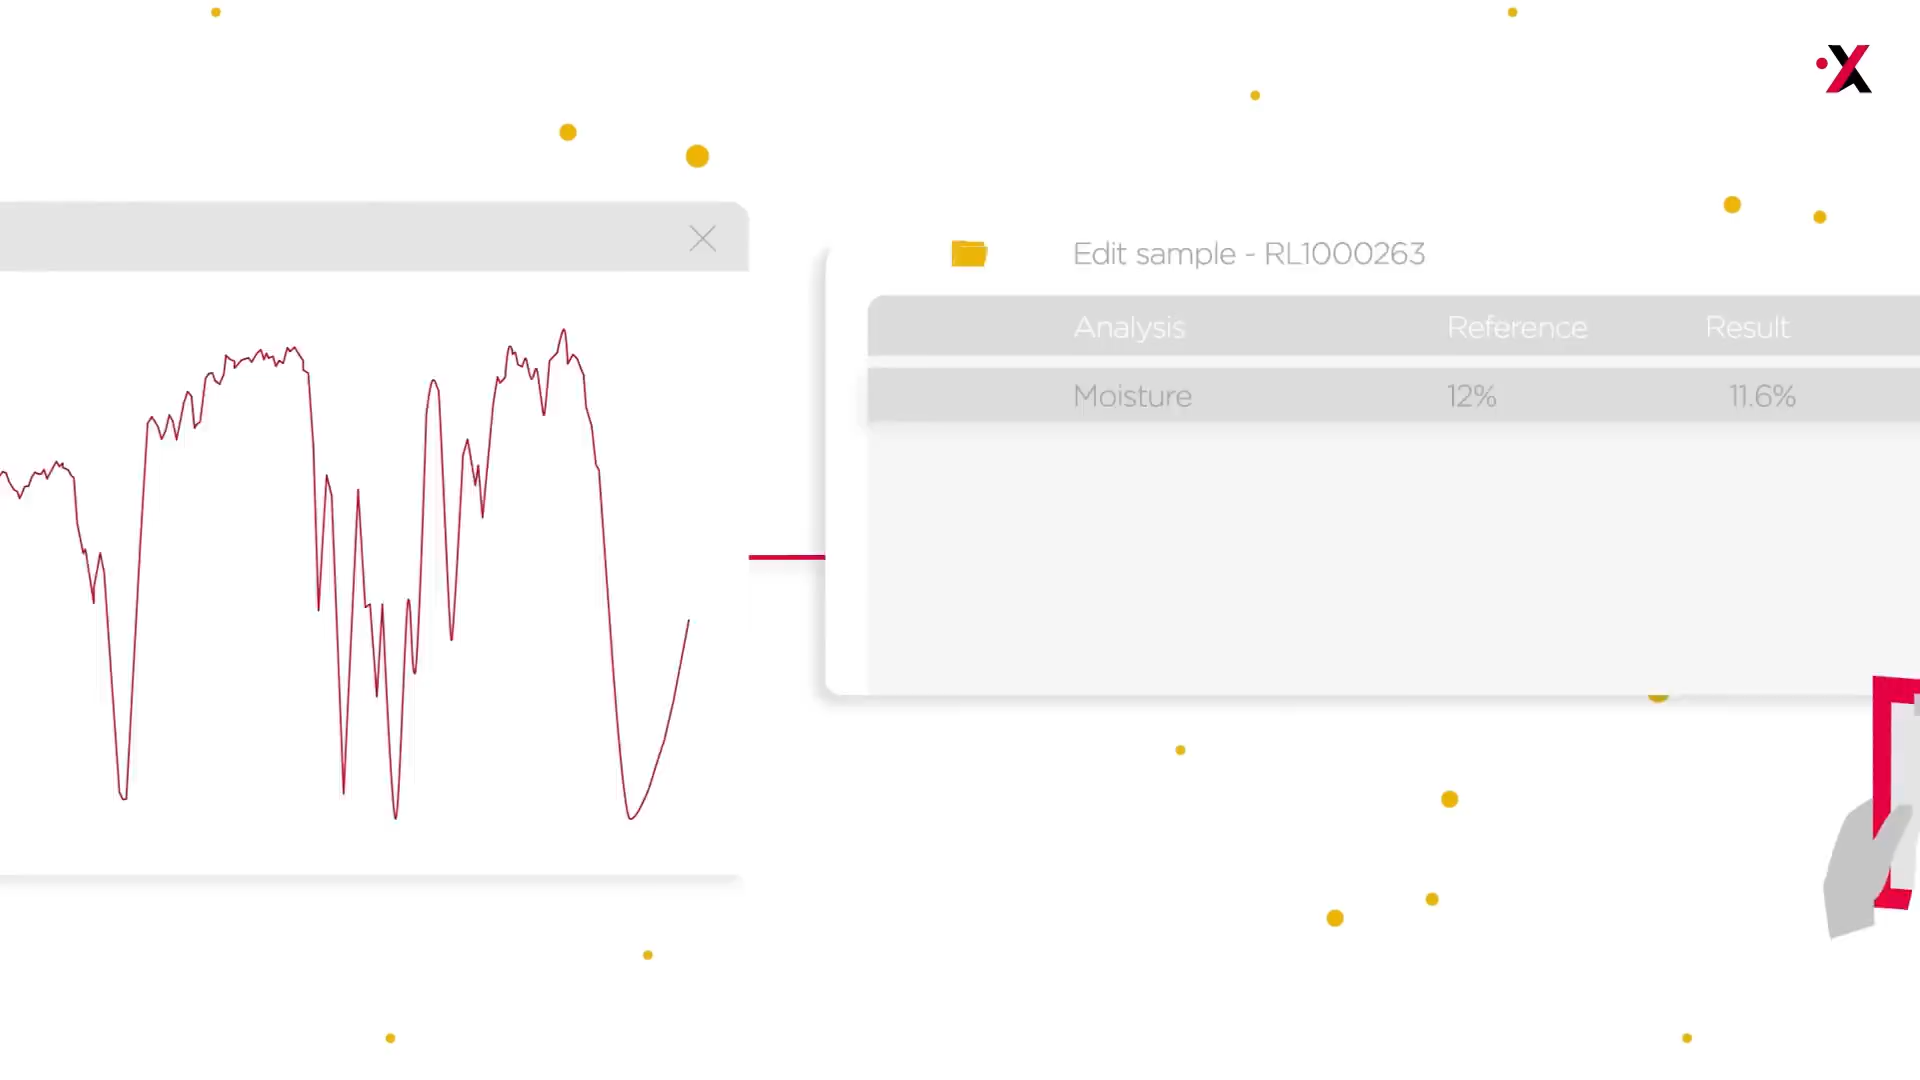 Edit sample - RL1000263
Analysis Reference Result
Moisture 12% 11.6%